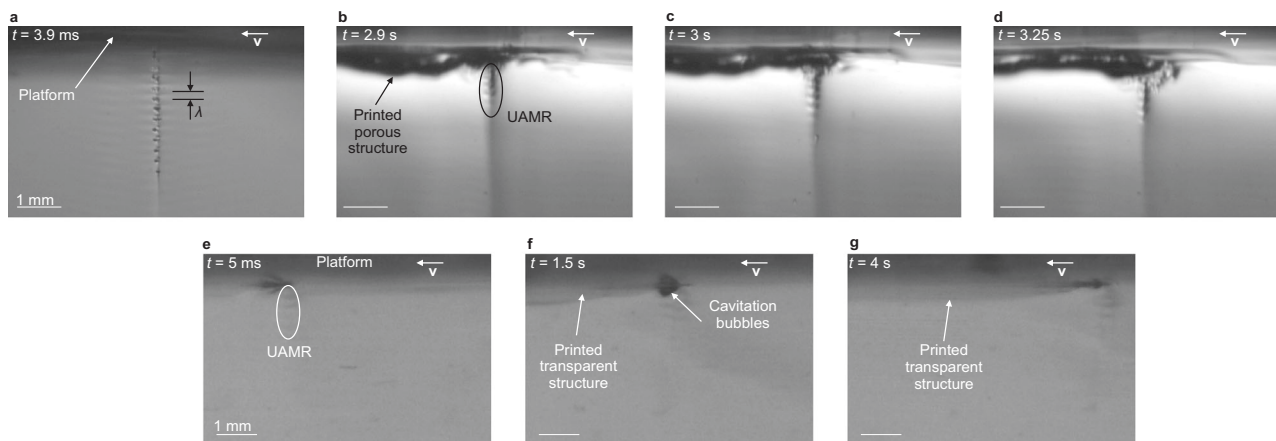 a
t = 3.9 ms
v
Platform
λ
1 mm
b
t = 2.9 s
v
Printed
porous
structure
UAMR
c
t = 3 s
v
d
t = 3.25 s
v
e
t = 5 ms
Platform
v
UAMR
1 mm
f
t = 1.5 s
v
Cavitation
bubbles
Printed
transparent
structure
g
t = 4 s
v
Printed
transparent
structure